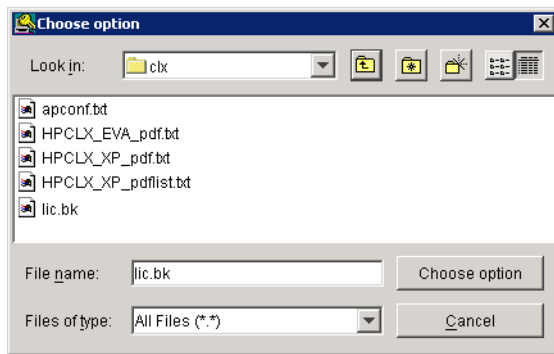 Choose option
Look in: clx
apconf.txt
HPCLX_EVA_pdf.txt
HPCLX_XP_pdf.txt
HPCLX_XP_pdflist.txt
lic.bk
File name: lic.bk Choose option
Files of type: All Files (*.*) Cancel